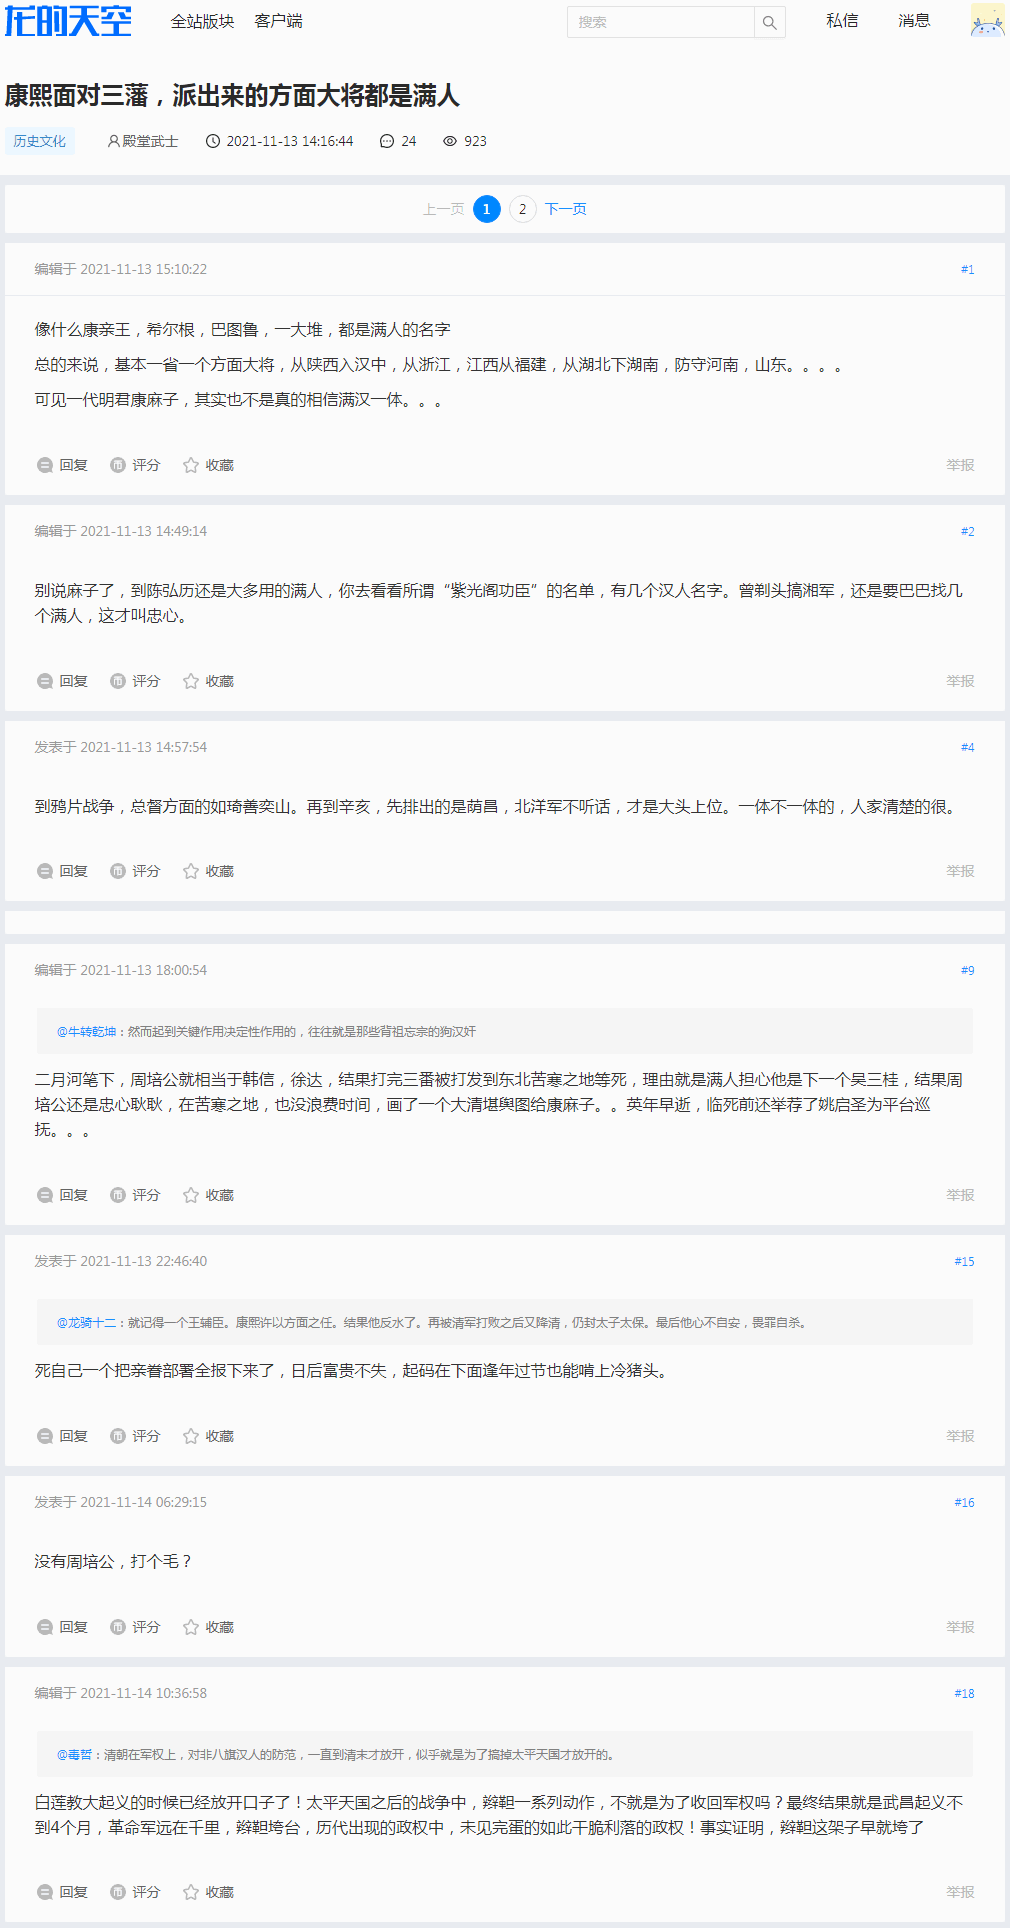 龙的天空
全站版块 客户端 搜索 私信 消息
康熙面对三藩，派出来的方面大将都是满人
历史文化 殿堂武士 2021-11-13 14:16:44 24 923
上一页 1 2 下一页
编辑于 2021-11-13 15:10:22 #1
像什么康亲王，希尔根，巴图鲁，一大堆，都是满人的名字
总的来说，基本一省一个方面大将，从陕西入汉中，从浙江，江西从福建，从湖北下湖南，防守河南，山东。。。。
可见一代明君康麻子，其实也不是真的相信满汉一体。。。
回复 评分 收藏 举报
编辑于 2021-11-13 14:49:14 #2
别说麻子了，到陈弘历还是大多用的满人，你去看看所谓“紫光阁功臣”的名单，有几个汉人名字。曾剃头搞湘军，还是要巴巴找几
个满人，这才叫忠心。
回复 评分 收藏 举报
发表于 2021-11-13 14:57:54 #4
到鸦片战争，总督方面的如琦善奕山。再到辛亥，先排出的是荫昌，北洋军不听话，才是大头上位。一体不一体的，人家清楚的很。
回复 评分 收藏 举报
编辑于 2021-11-13 18:00:54 #9
@牛转乾坤：然而起到关键作用决定性作用的，往往就是那些背祖忘宗的狗汉奸
二月河笔下，周培公就相当于韩信，徐达，结果打完三番被打发到东北苦寒之地等死，理由就是满人担心他是下一个吴三桂，结果周
培公还是忠心耿耿，在苦寒之地，也没浪费时间，画了一个大清堪舆图给康麻子。。英年早逝，临死前还举荐了姚启圣为平台巡
抚。。。
回复 评分 收藏 举报
发表于 2021-11-13 22:46:40 #15
@龙骑十二：就记得一个王辅臣。康熙许以方面之任。结果他反水了。再被清军打败之后又降清，仍封太子太保。最后他心不自安，畏罪自杀。
死自己一个把亲眷部署全报下来了，日后富贵不失，起码在下面逢年过节也能啃上冷猪头。
回复 评分 收藏 举报
发表于 2021-11-14 06:29:15 #16
没有周培公，打个毛？
回复 评分 收藏 举报
编辑于 2021-11-14 10:36:58 #18
@毒哲：清朝在军权上，对非八旗汉人的防范，一直到清末才放开，似乎就是为了搞掉太平天国才放开的。
白莲教大起义的时候已经放开口子了！太平天国之后的战争中，辫靼一系列动作，不就是为了收回军权吗？最终结果就是武昌起义不
到4个月，革命军远在千里，辫靼垮台，历代出现的政权中，未见完蛋的如此干脆利落的政权！事实证明，辫靼这架子早就垮了
回复 评分 收藏 举报